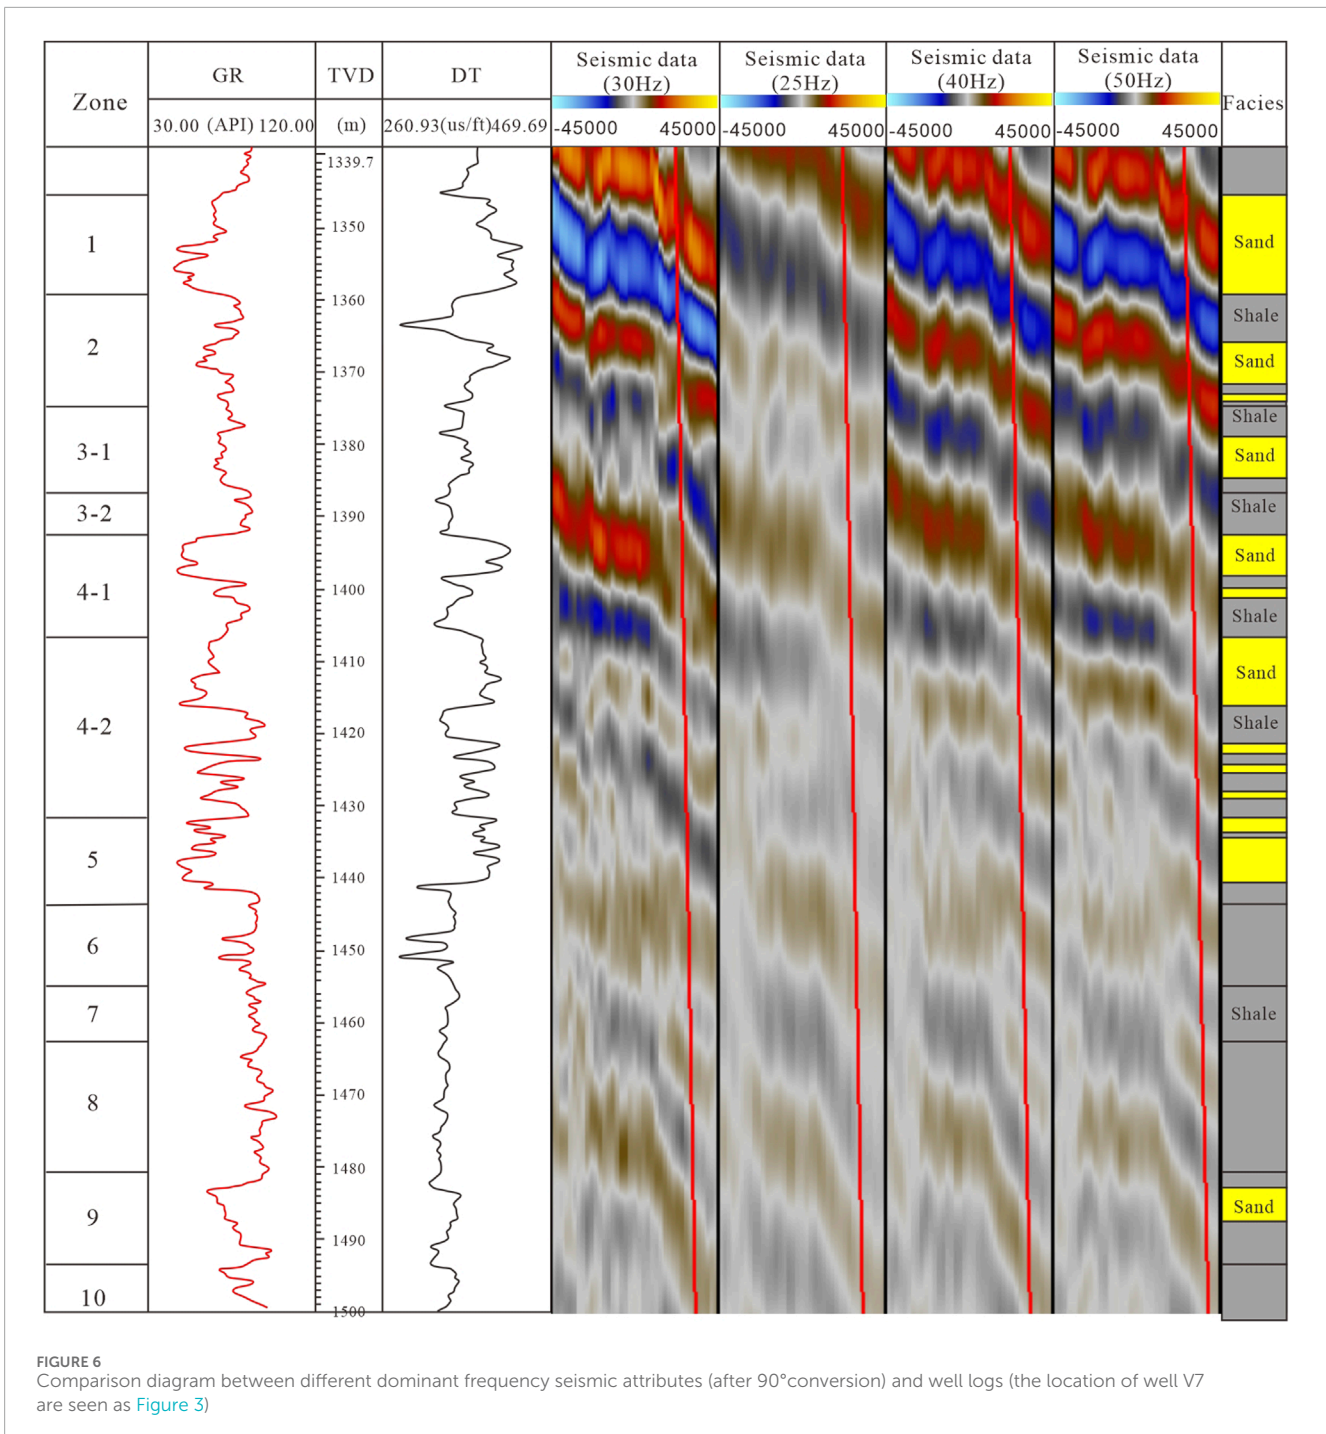 Zone
GR
30.00 (API) 120.00
TVD
(m)
DT
260.93(us/ft)469.69
Seismic data
(30Hz)
-45000 45000
Seismic data
(25Hz)
-45000 45000
Seismic data
(40Hz)
-45000 45000
Seismic data
(50Hz)
-45000 45000
Facies
1
2
3-1
3-2
4-1
4-2
5
6
7
8
9
10
1339.7
1350
1360
1370
1380
1390
1400
1410
1420
1430
1440
1450
1460
1470
1480
1490
1500
Sand
Shale
Sand
Shale
Sand
Shale
Sand
Shale
Sand
Shale
Shale
Sand
FIGURE 6
Comparison diagram between different dominant frequency seismic attributes (after 90°conversion) and well logs (the location of well V7
are seen as Figure 3)